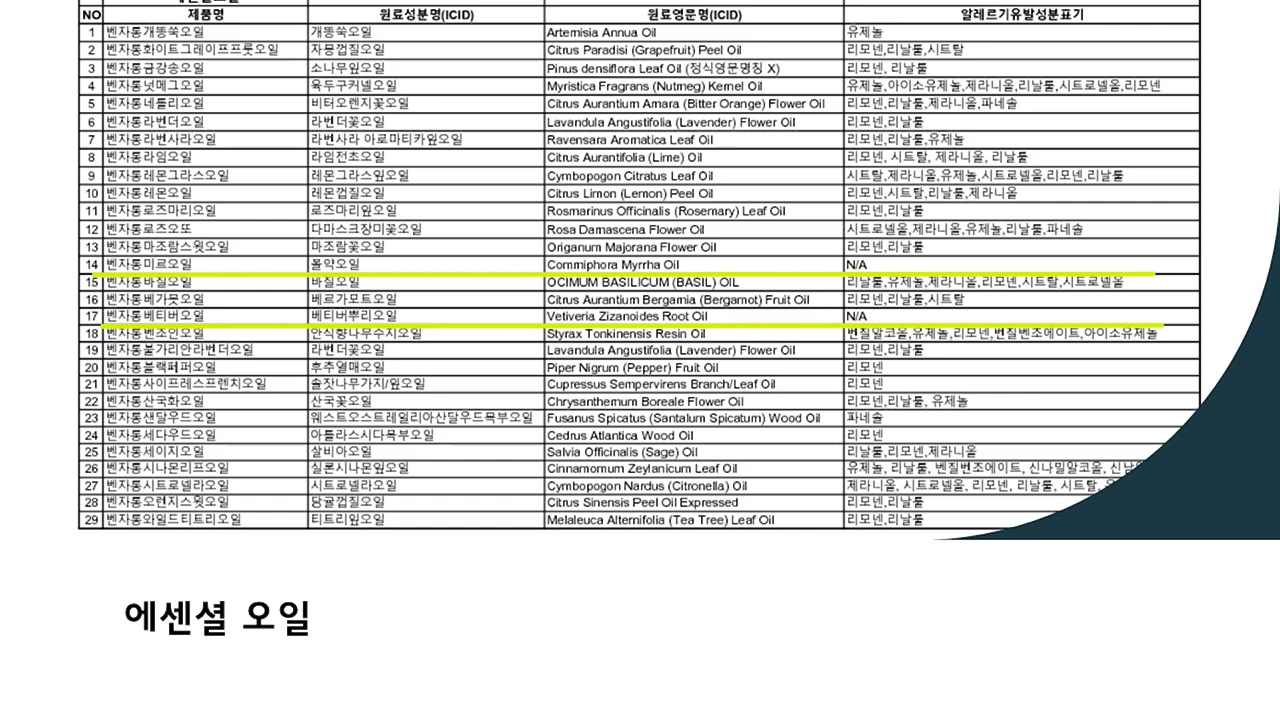 NO 제품명 원료성분명(ICID) 원료영문명(ICID) 알레르기유발성분표기
1 벤자롱개똥쑥오일 개똥쑥오일 Artemisia Annua Oil 유제놀
2 벤자롱화이트그레이프프룻오일 자몽껍질오일 Citrus Paradisi (Grapefruit) Peel Oil 리모넨,리날룰,시트랄
3 벤자롱금강송오일 소나무잎오일 Pinus densiflora Leaf Oil (정식영문명칭 X) 리모넨, 리날룰
4 벤자롱넛메그오일 육두구커넬오일 Myristica Fragrans (Nutmeg) Kernel Oil 유제놀,아이소유제놀,제라니올,리날룰,시트로넬올,리모넨
5 벤자롱네롤리오일 비터오렌지꽃오일 Citrus Aurantium Amara (Bitter Orange) Flower Oil 리모넨,리날룰,제라니올,파네솔
6 벤자롱라벤더오일 라벤더꽃오일 Lavandula Angustifolia (Lavender) Flower Oil 리모넨,리날룰
7 벤자롱라벤사라오일 라벤사라 아로마티카잎오일 Ravensara Aromatica Leaf Oil 리모넨,리날룰,유제놀
8 벤자롱라임오일 라임전초오일 Citrus Aurantifolia (Lime) Oil 리모넨, 시트랄, 제라니올, 리날룰
9 벤자롱레몬그라스오일 레몬그라스잎오일 Cymbopogon Citratus Leaf Oil 시트랄,제라니올,유제놀,시트로넬올,리모넨,리날룰
10 벤자롱레몬오일 레몬껍질오일 Citrus Limon (Lemon) Peel Oil 리모넨,시트랄,리날룰,제라니올
11 벤자롱로즈마리오일 로즈마리잎오일 Rosmarinus Officinalis (Rosemary) Leaf Oil 리모넨,리날룰
12 벤자롱로즈오또 다마스크장미꽃오일 Rosa Damascena Flower Oil 시트로넬올,제라니올,유제놀,리날룰,파네솔
13 벤자롱마조람스윗오일 마조람꽃오일 Origanum Majorana Flower Oil 리모넨,리날룰
14 벤자롱미르오일 몰약오일 Commiphora Myrrha Oil N/A
15 벤자롱바질오일 바질오일 OCIMUM BASILICUM (BASIL) OIL 리날룰,유제놀,제라니올,리모넨,시트랄,시트로넬올
16 벤자롱베가못오일 베르가모트오일 Citrus Aurantium Bergamia (Bergamot) Fruit Oil 리모넨,리날룰,시트랄
17 벤자롱베티버오일 베티버뿌리오일 Vetiveria Zizanoides Root Oil N/A
18 벤자롱벤조인오일 안식향나무수지오일 Styrax Tonkinensis Resin Oil 벤질알코올,유제놀,리모넨,벤질벤조에이트,아이소유제놀
19 벤자롱불가리안라벤더오일 라벤더꽃오일 Lavandula Angustifolia (Lavender) Flower Oil 리모넨,리날룰
20 벤자롱블랙페퍼오일 후추열매오일 Piper Nigrum (Pepper) Fruit Oil 리모넨
21 벤자롱사이프레스프렌치오일 솔잣나무가지/잎오일 Cupressus Sempervirens Branch/Leaf Oil 리모넨
22 벤자롱산국화오일 산국꽃오일 Chrysanthemum Boreale Flower Oil 리모넨,리날룰, 유제놀
23 벤자롱샌달우드오일 웨스트오스트레일리아산달우드목부오일 Fusanus Spicatus (Santalum Spicatum) Wood Oil 파네솔
24 벤자롱세다우드오일 아틀라스시다목부오일 Cedrus Atlantica Wood Oil 리모넨
25 벤자롱세이지오일 살비아오일 Salvia Officinalis (Sage) Oil 리날룰,리모넨,제라니올
26 벤자롱시나몬리프오일 실론시나몬잎오일 Cinnamomum Zeylanicum Leaf Oil 유제놀, 리날룰, 벤질벤조에이트, 신나밀알코올,
27 벤자롱시트로넬라오일 시트로넬라오일 Cymbopogon Nardus (Citronella) Oil 제라니올, 시트로넬올, 리모넨, 리날룰, 시트랄,
28 벤자롱오렌지스윗오일 당귤껍질오일 Citrus Sinensis Peel Oil Expressed 리모넨,리날룰
29 벤자롱와일드티트리오일 티트리잎오일 Melaleuca Alternifolia (Tea Tree) Leaf Oil 리모넨,리날룰
에센셜 오일